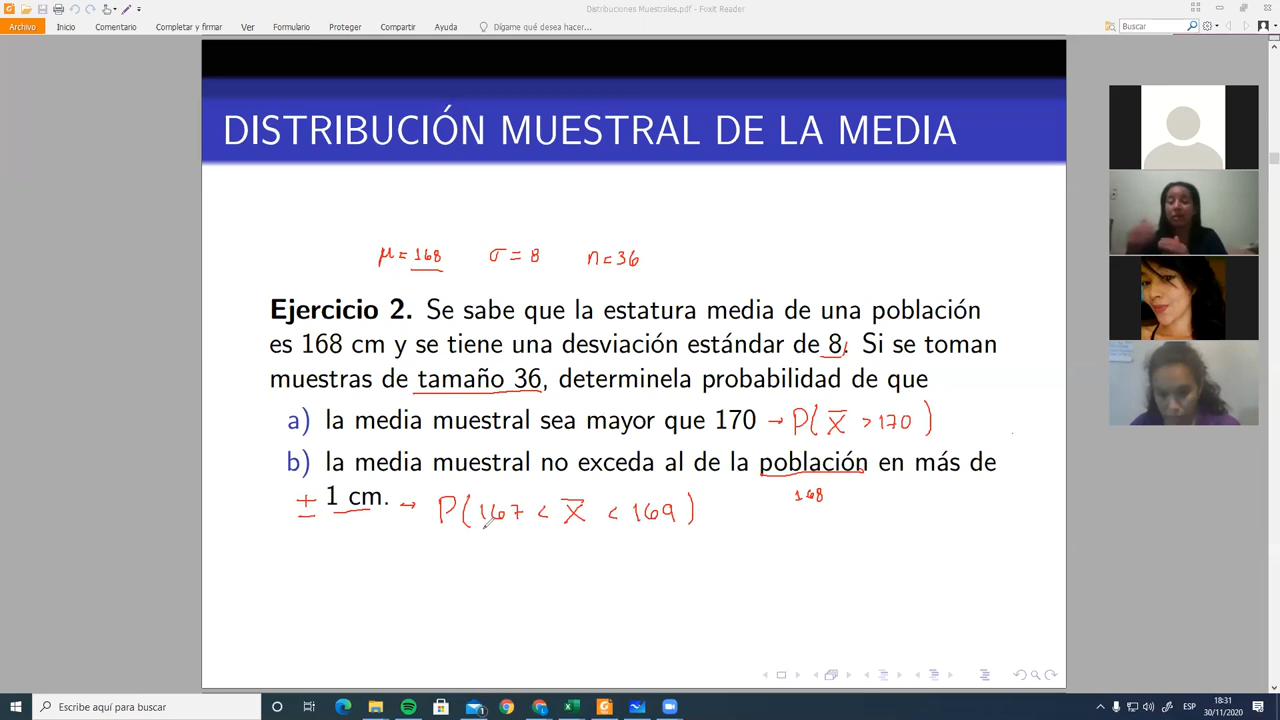 Distribuciones Muestrales.pdf - Foxit Reader
Archivo Inicio Comentario Completar y firmar Ver Formulario Proteger Compartir Ayuda Dígame qué desea hacer... Buscar
DISTRIBUCIÓN MUESTRAL DE LA MEDIA
μ = 168 σ = 8 n = 36
Ejercicio 2. Se sabe que la estatura media de una población
es 168 cm y se tiene una desviación estándar de 8. Si se toman
muestras de tamaño 36, determinela probabilidad de que
a) la media muestral sea mayor que 170 → P( X̅ > 170 )
b) la media muestral no exceda al de la población en más de
168
± 1 cm. → P( 167 < X̅ < 169 )
Escribe aquí para buscar
ESP
18:31
30/11/2020